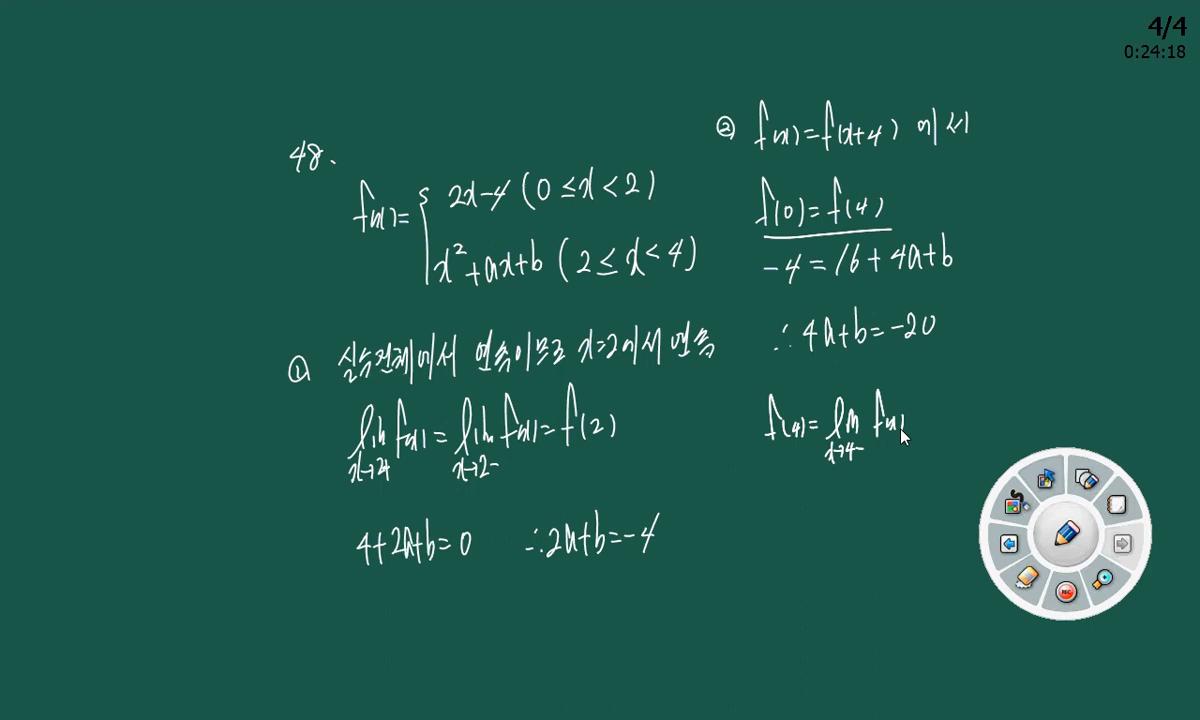 4/4
0:24:18
48.
f(x)= { 2x-4 (0≤x<2)
x²+ax+b (2≤x<4)
① 실수전체에서 연속이므로 x=2에서 연속
lim x→2+ f(x) = lim x→2- f(x) = f(2)
4+2a+b=0 ∴2a+b=-4
② f(x)=f(x+4) 에서
f(0)=f(4)
-4=16+4a+b
∴ 4a+b=-20
f(4)= lim x→4- f(x)
REC